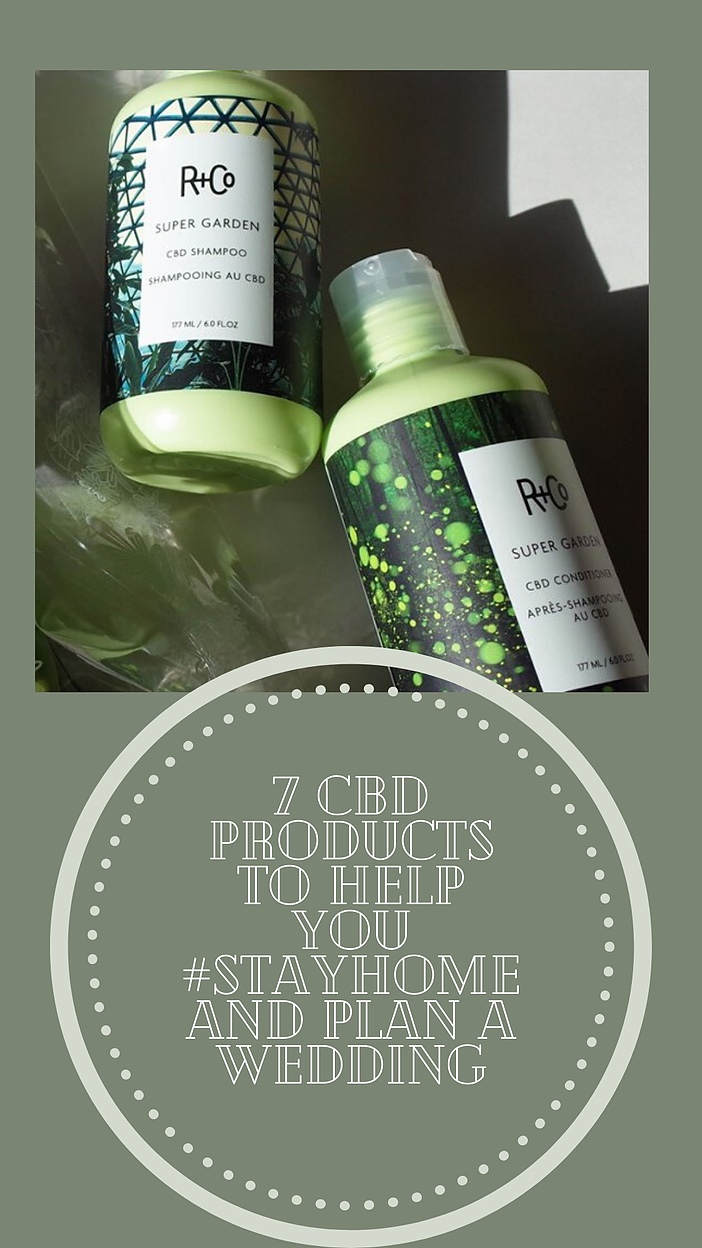 R+Co
SUPER GARDEN
CBD SHAMPOO
SHAMPOOING AU CBD
177 ML / 6.0 FL.OZ
R+Co
SUPER GARDEN
CBD CONDITIONER
APRÈS-SHAMPOOING
AU CBD
177 ML / 6.0 FL.OZ
7 CBD
PRODUCTS
TO HELP
YOU
#STAYHOME
AND PLAN A
WEDDING